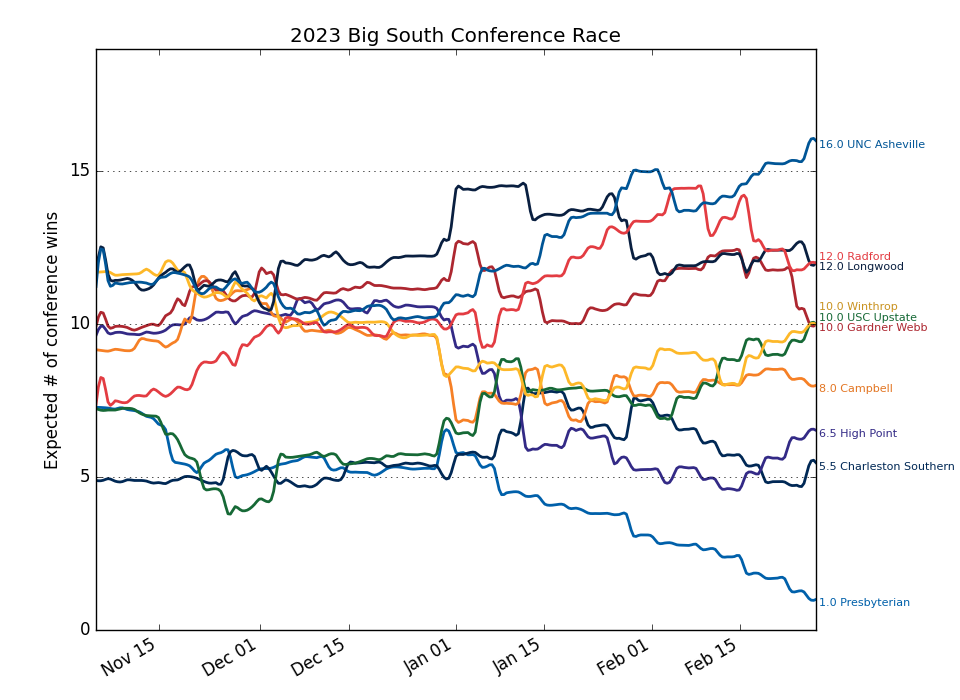 2023 Big South Conference Race
Expected # of conference wins
15
10
5
0
Nov 15
Dec 01
Dec 15
Jan 01
Jan 15
Feb 01
Feb 15
16.0 UNC Asheville
12.0 Radford
12.0 Longwood
10.0 Winthrop
10.0 USC Upstate
10.0 Gardner Webb
8.0 Campbell
6.5 High Point
5.5 Charleston Southern
1.0 Presbyterian